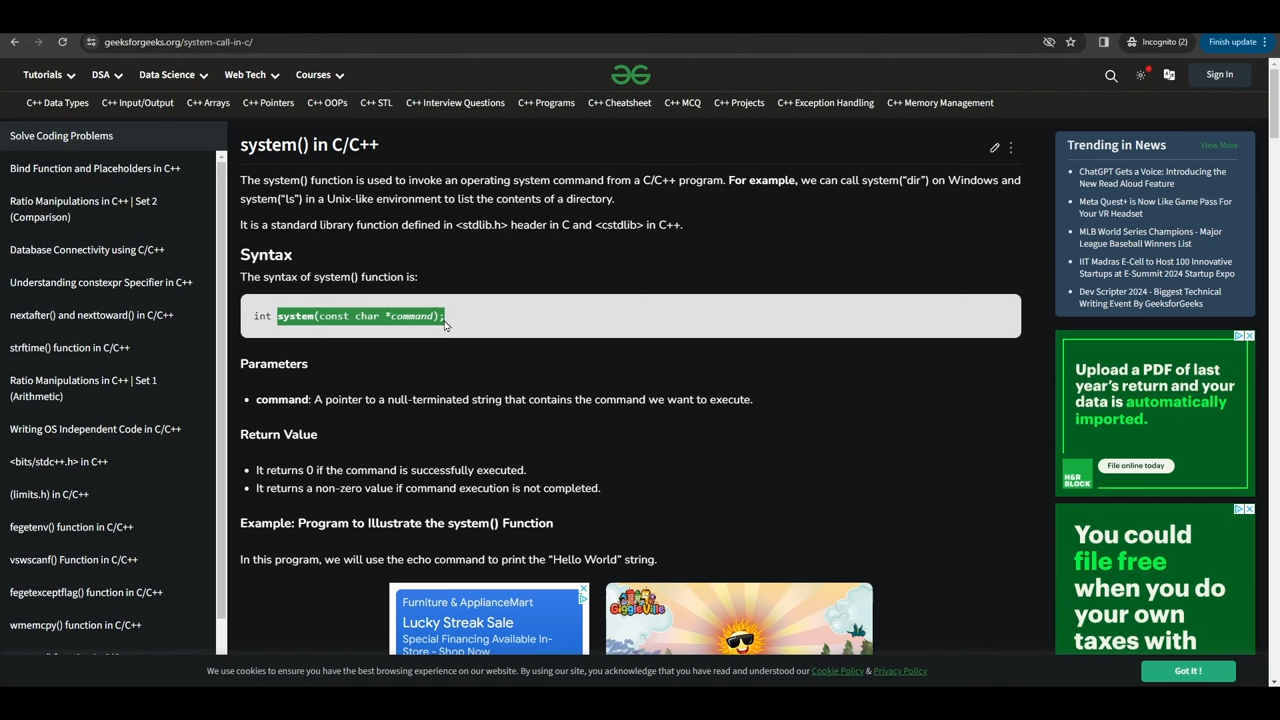 geeksforgeeks.org/system-call-in-c/
Incognito (2)
Finish update
Tutorials
DSA
Data Science
Web Tech
Courses
Sign In
C++ Data Types
C++ Input/Output
C++ Arrays
C++ Pointers
C++ OOPs
C++ STL
C++ Interview Questions
C++ Programs
C++ Cheatsheet
C++ MCQ
C++ Projects
C++ Exception Handling
C++ Memory Management
Solve Coding Problems
Bind Function and Placeholders in C++
Ratio Manipulations in C++ | Set 2
(Comparison)
Database Connectivity using C/C++
Understanding constexpr Specifier in C++
nextafter() and nexttoward() in C/C++
strftime() function in C/C++
Ratio Manipulations in C++ | Set 1
(Arithmetic)
Writing OS Independent Code in C/C++
<bits/stdc++.h> in C++
(limits.h) in C/C++
fegetenv() function in C/C++
vswscanf() Function in C/C++
fegetexceptflag() function in C/C++
wmemcpy() function in C/C++
system() in C/C++
The system() function is used to invoke an operating system command from a C/C++ program. For example, we can call system(“dir”) on Windows and
system(“ls”) in a Unix-like environment to list the contents of a directory.
It is a standard library function defined in <stdlib.h> header in C and <cstdlib> in C++.
Syntax
The syntax of system() function is:
int system(const char *command);
Parameters
• command: A pointer to a null-terminated string that contains the command we want to execute.
Return Value
• It returns 0 if the command is successfully executed.
• It returns a non-zero value if command execution is not completed.
Example: Program to Illustrate the system() Function
In this program, we will use the echo command to print the “Hello World” string.
Furniture & ApplianceMart
Lucky Streak Sale
Special Financing Available In-
Store - Shop Now
GiggleVille
Trending in News
View More
• ChatGPT Gets a Voice: Introducing the
New Read Aloud Feature
• Meta Quest+ is Now Like Game Pass For
Your VR Headset
• MLB World Series Champions - Major
League Baseball Winners List
• IIT Madras E-Cell to Host 100 Innovative
Startups at E-Summit 2024 Startup Expo
• Dev Scripter 2024 - Biggest Technical
Writing Event By GeeksforGeeks
Upload a PDF of last
year’s return and your
data is automatically
imported.
H&R
BLOCK
File online today
You could
file free
when you do
your own
taxes with
We use cookies to ensure you have the best browsing experience on our website. By using our site, you acknowledge that you have read and understood our Cookie Policy & Privacy Policy
Got It !